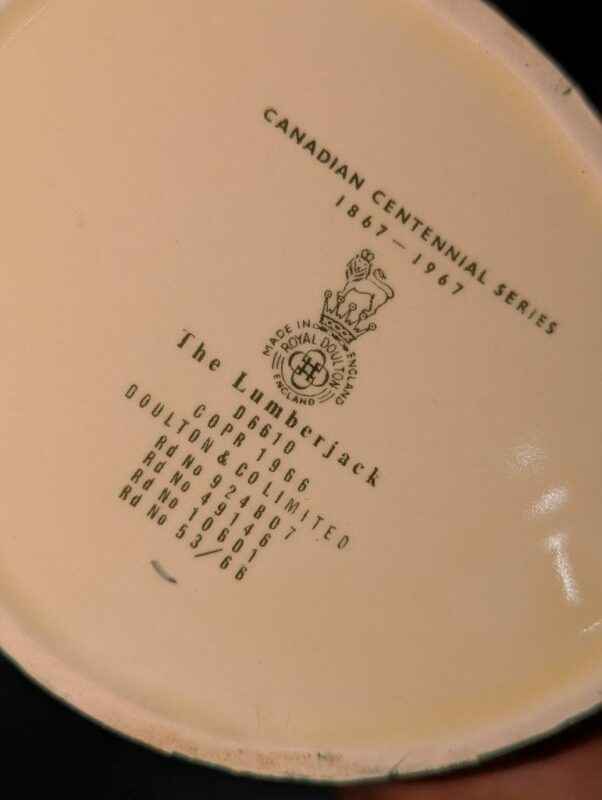 CANADIAN CENTENNIAL SERIES
1867 — 1967
MADE IN ENGLAND
ROYAL DOULTON
ENGLAND
The Lumberjack
D6610
COPR 1966
DOULTON & CO LIMITED
Rd No 924807
Rd No 49146
Rd No 10601
Rd No 53/66